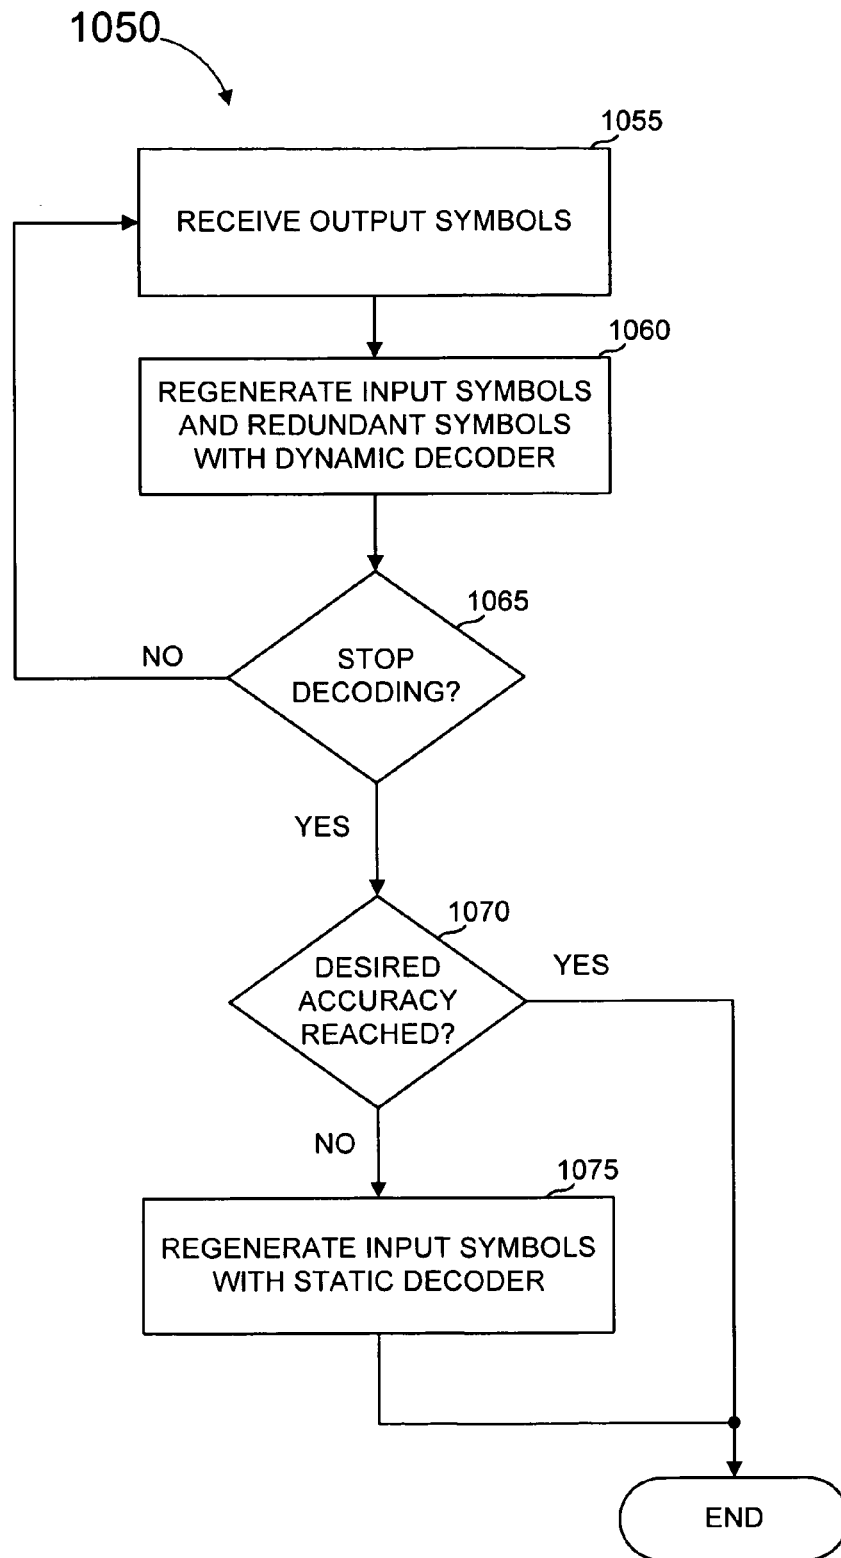 1050
1055
RECEIVE OUTPUT SYMBOLS
1060
REGENERATE INPUT SYMBOLS
AND REDUNDANT SYMBOLS
WITH DYNAMIC DECODER
1065
NO
STOP
DECODING?
YES
1070
DESIRED
ACCURACY
REACHED?
YES
NO
1075
REGENERATE INPUT SYMBOLS
WITH STATIC DECODER
END